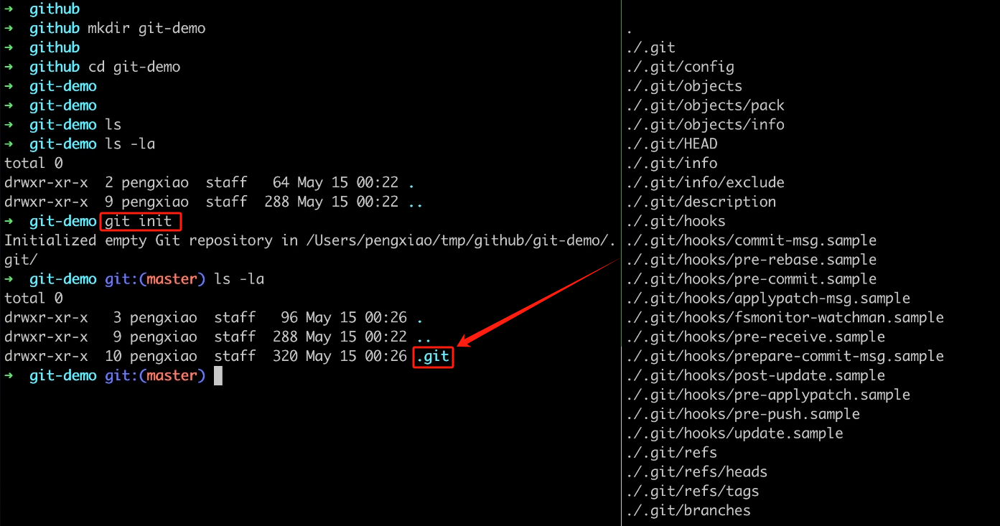 → github
→ github mkdir git-demo
→ github
→ github cd git-demo
→ git-demo
→ git-demo
→ git-demo ls
→ git-demo ls -la
total 0
drwxr-xr-x  2 pengxiao  staff   64 May 15 00:22 .
drwxr-xr-x  9 pengxiao  staff  288 May 15 00:22 ..
→ git-demo git init
Initialized empty Git repository in /Users/pengxiao/tmp/github/git-demo/.
git/
→ git-demo git:(master) ls -la
total 0
drwxr-xr-x   3 pengxiao  staff   96 May 15 00:26 .
drwxr-xr-x   9 pengxiao  staff  288 May 15 00:22 ..
drwxr-xr-x  10 pengxiao  staff  320 May 15 00:26 .git
→ git-demo git:(master)
.
./.git
./.git/config
./.git/objects
./.git/objects/pack
./.git/objects/info
./.git/HEAD
./.git/info
./.git/info/exclude
./.git/description
./.git/hooks
./.git/hooks/commit-msg.sample
./.git/hooks/pre-rebase.sample
./.git/hooks/pre-commit.sample
./.git/hooks/applypatch-msg.sample
./.git/hooks/fsmonitor-watchman.sample
./.git/hooks/pre-receive.sample
./.git/hooks/prepare-commit-msg.sample
./.git/hooks/post-update.sample
./.git/hooks/pre-applypatch.sample
./.git/hooks/pre-push.sample
./.git/hooks/update.sample
./.git/refs
./.git/refs/heads
./.git/refs/tags
./.git/branches